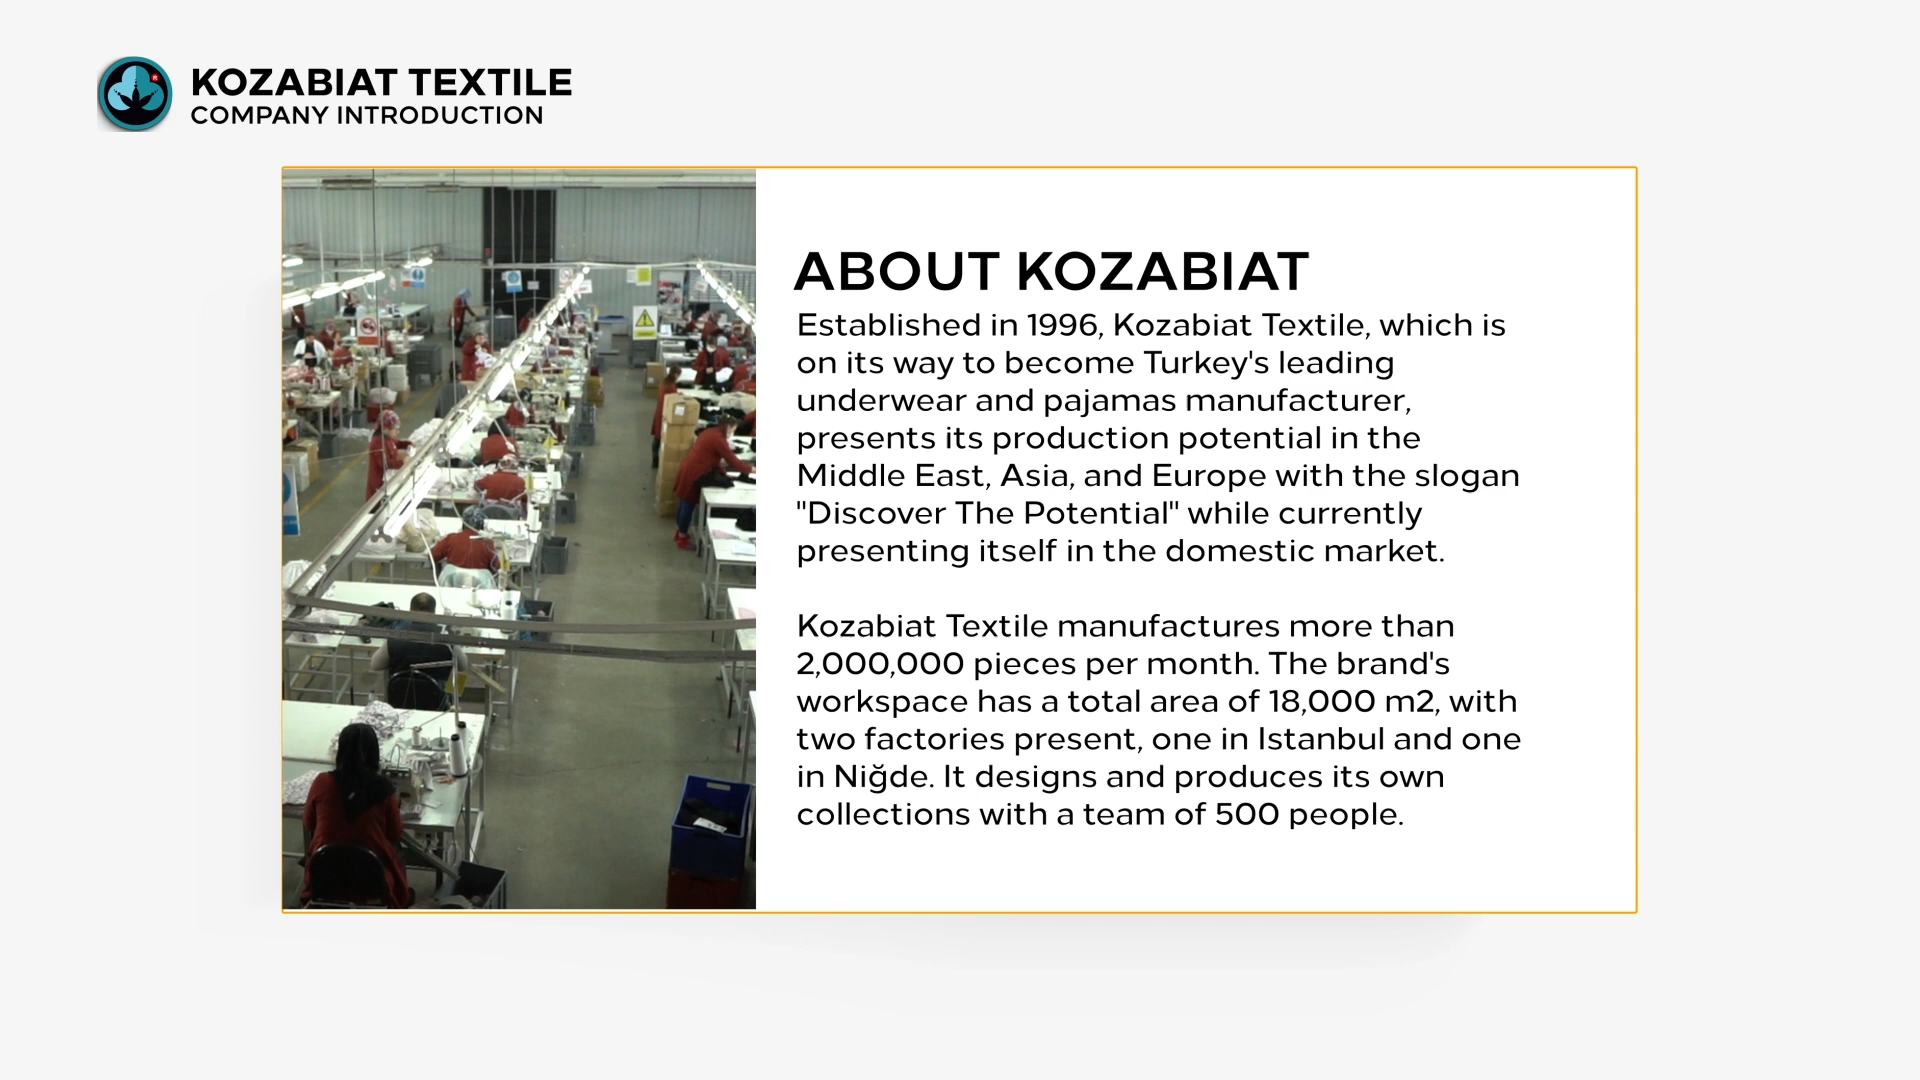 KOZABIAT TEXTILE
COMPANY INTRODUCTION
ABOUT KOZABIAT
Established in 1996, Kozabiat Textile, which is
on its way to become Turkey's leading
underwear and pajamas manufacturer,
presents its production potential in the
Middle East, Asia, and Europe with the slogan
"Discover The Potential" while currently
presenting itself in the domestic market.
Kozabiat Textile manufactures more than
2,000,000 pieces per month. The brand's
workspace has a total area of 18,000 m2, with
two factories present, one in Istanbul and one
in Niğde. It designs and produces its own
collections with a team of 500 people.